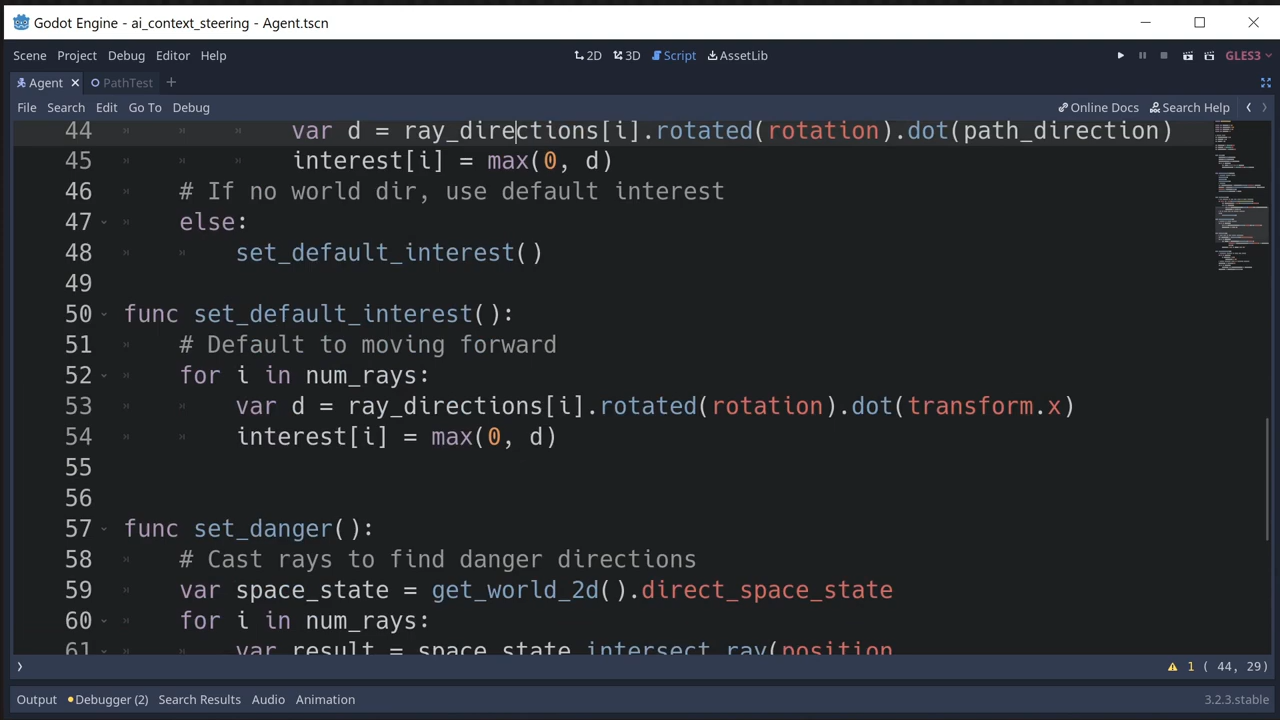 Godot Engine - ai_context_steering - Agent.tscn
Scene Project Debug Editor Help 2D 3D Script AssetLib GLES3
Agent PathTest
File Search Edit Go To Debug Online Docs Search Help
44 var d = ray_directions[i].rotated(rotation).dot(path_direction)
45 interest[i] = max(0, d)
46 # If no world dir, use default interest
47 else:
48 set_default_interest()
49
50 func set_default_interest():
51 # Default to moving forward
52 for i in num_rays:
53 var d = ray_directions[i].rotated(rotation).dot(transform.x)
54 interest[i] = max(0, d)
55
56
57 func set_danger():
58 # Cast rays to find danger directions
59 var space_state = get_world_2d().direct_space_state
60 for i in num_rays:
61 var result = space_state.intersect_ray(position,
1 ( 44, 29)
Output Debugger (2) Search Results Audio Animation 3.2.3.stable